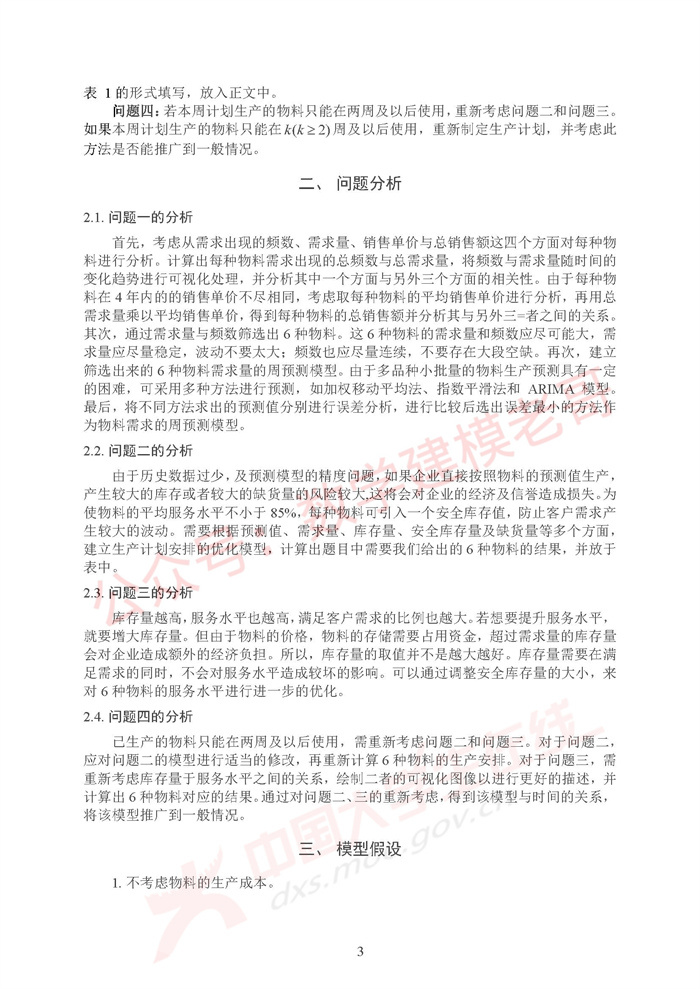 表 1 的形式填写，放入正文中。
问题四：若本周计划生产的物料只能在两周及以后使用，重新考虑问题二和问题三。
如果本周计划生产的物料只能在 k(k ≥ 2) 周及以后使用，重新制定生产计划，并考虑此
方法是否能推广到一般情况。
二、 问题分析
2.1. 问题一的分析
首先，考虑从需求出现的频数、需求量、销售单价与总销售额这四个方面对每种物
料进行分析。计算出每种物料需求出现的总频数与总需求量，将频数与需求量随时间的
变化趋势进行可视化处理，并分析其中一个方面与另外三个方面的相关性。由于每种物
料在 4 年内的的销售单价不尽相同，考虑取每种物料的平均销售单价进行分析，再用总
需求量乘以平均销售单价，得到每种物料的总销售额并分析其与另外三=者之间的关系。
其次，通过需求量与频数筛选出 6 种物料。这 6 种物料的需求量和频数应尽可能大，需
求量应尽量稳定，波动不要太大；频数也应尽量连续，不要存在大段空缺。再次，建立
筛选出来的 6 种物料需求量的周预测模型。由于多品种小批量的物料生产预测具有一定
的困难，可采用多种方法进行预测，如加权移动平均法、指数平滑法和 ARIMA 模型。
最后，将不同方法求出的预测值分别进行误差分析，进行比较后选出误差最小的方法作
为物料需求的周预测模型。
2.2. 问题二的分析
由于历史数据过少，及预测模型的精度问题，如果企业直接按照物料的预测值生产，
产生较大的库存或者较大的缺货量的风险较大,这将会对企业的经济及信誉造成损失。为
使物料的平均服务水平不小于 85%，每种物料可引入一个安全库存值，防止客户需求产
生较大的波动。需要根据预测值、需求量、库存量、安全库存量及缺货量等多个方面，
建立生产计划安排的优化模型，计算出题目中需要我们给出的 6 种物料的结果，并放于
表中。
2.3. 问题三的分析
库存量越高，服务水平也越高，满足客户需求的比例也越大。若想要提升服务水平，
就要增大库存量。但由于物料的价格，物料的存储需要占用资金，超过需求量的库存量
会对企业造成额外的经济负担。所以，库存量的取值并不是越大越好。库存量需要在满
足需求的同时，不会对服务水平造成较坏的影响。可以通过调整安全库存量的大小，来
对 6 种物料的服务水平进行进一步的优化。
2.4. 问题四的分析
已生产的物料只能在两周及以后使用，需重新考虑问题二和问题三。对于问题二，
应对问题二的模型进行适当的修改，再重新计算 6 种物料的生产安排。对于问题三，需
重新考虑库存量于服务水平之间的关系，绘制二者的可视化图像以进行更好的描述，并
计算出 6 种物料对应的结果。通过对问题二、三的重新考虑，得到该模型与时间的关系，
将该模型推广到一般情况。
三、 模型假设
1. 不考虑物料的生产成本。
3
公众号：数学建模老哥
中国大学生在线
dxs.moe.gov.cn